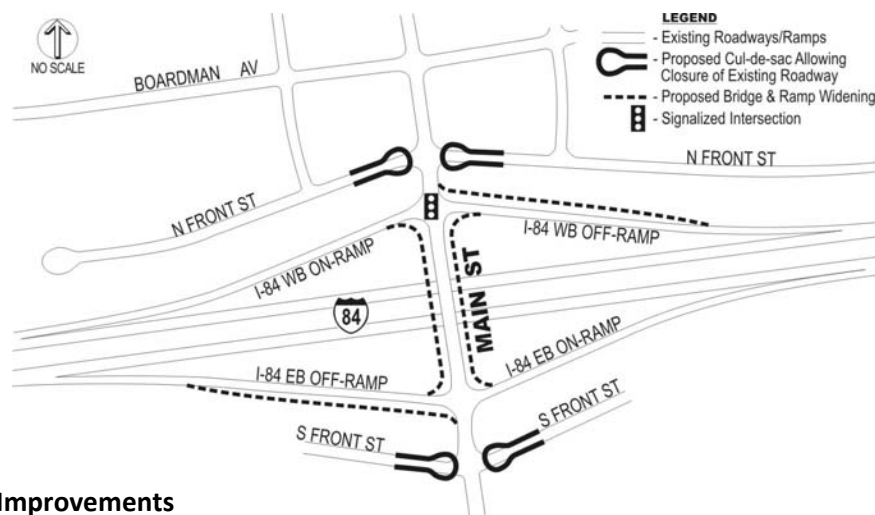 LEGEND
- Existing Roadways/Ramps
- Proposed Cul-de-sac Allowing
Closure of Existing Roadway
- Proposed Bridge & Ramp Widening
- Signalized Intersection
NO SCALE
BOARDMAN AV
N FRONT ST
N FRONT ST
I-84 WB OFF-RAMP
I-84 WB ON-RAMP
MAIN ST
84
I-84 EB ON-RAMP
I-84 EB OFF-RAMP
S FRONT ST
S FRONT ST
Improvements